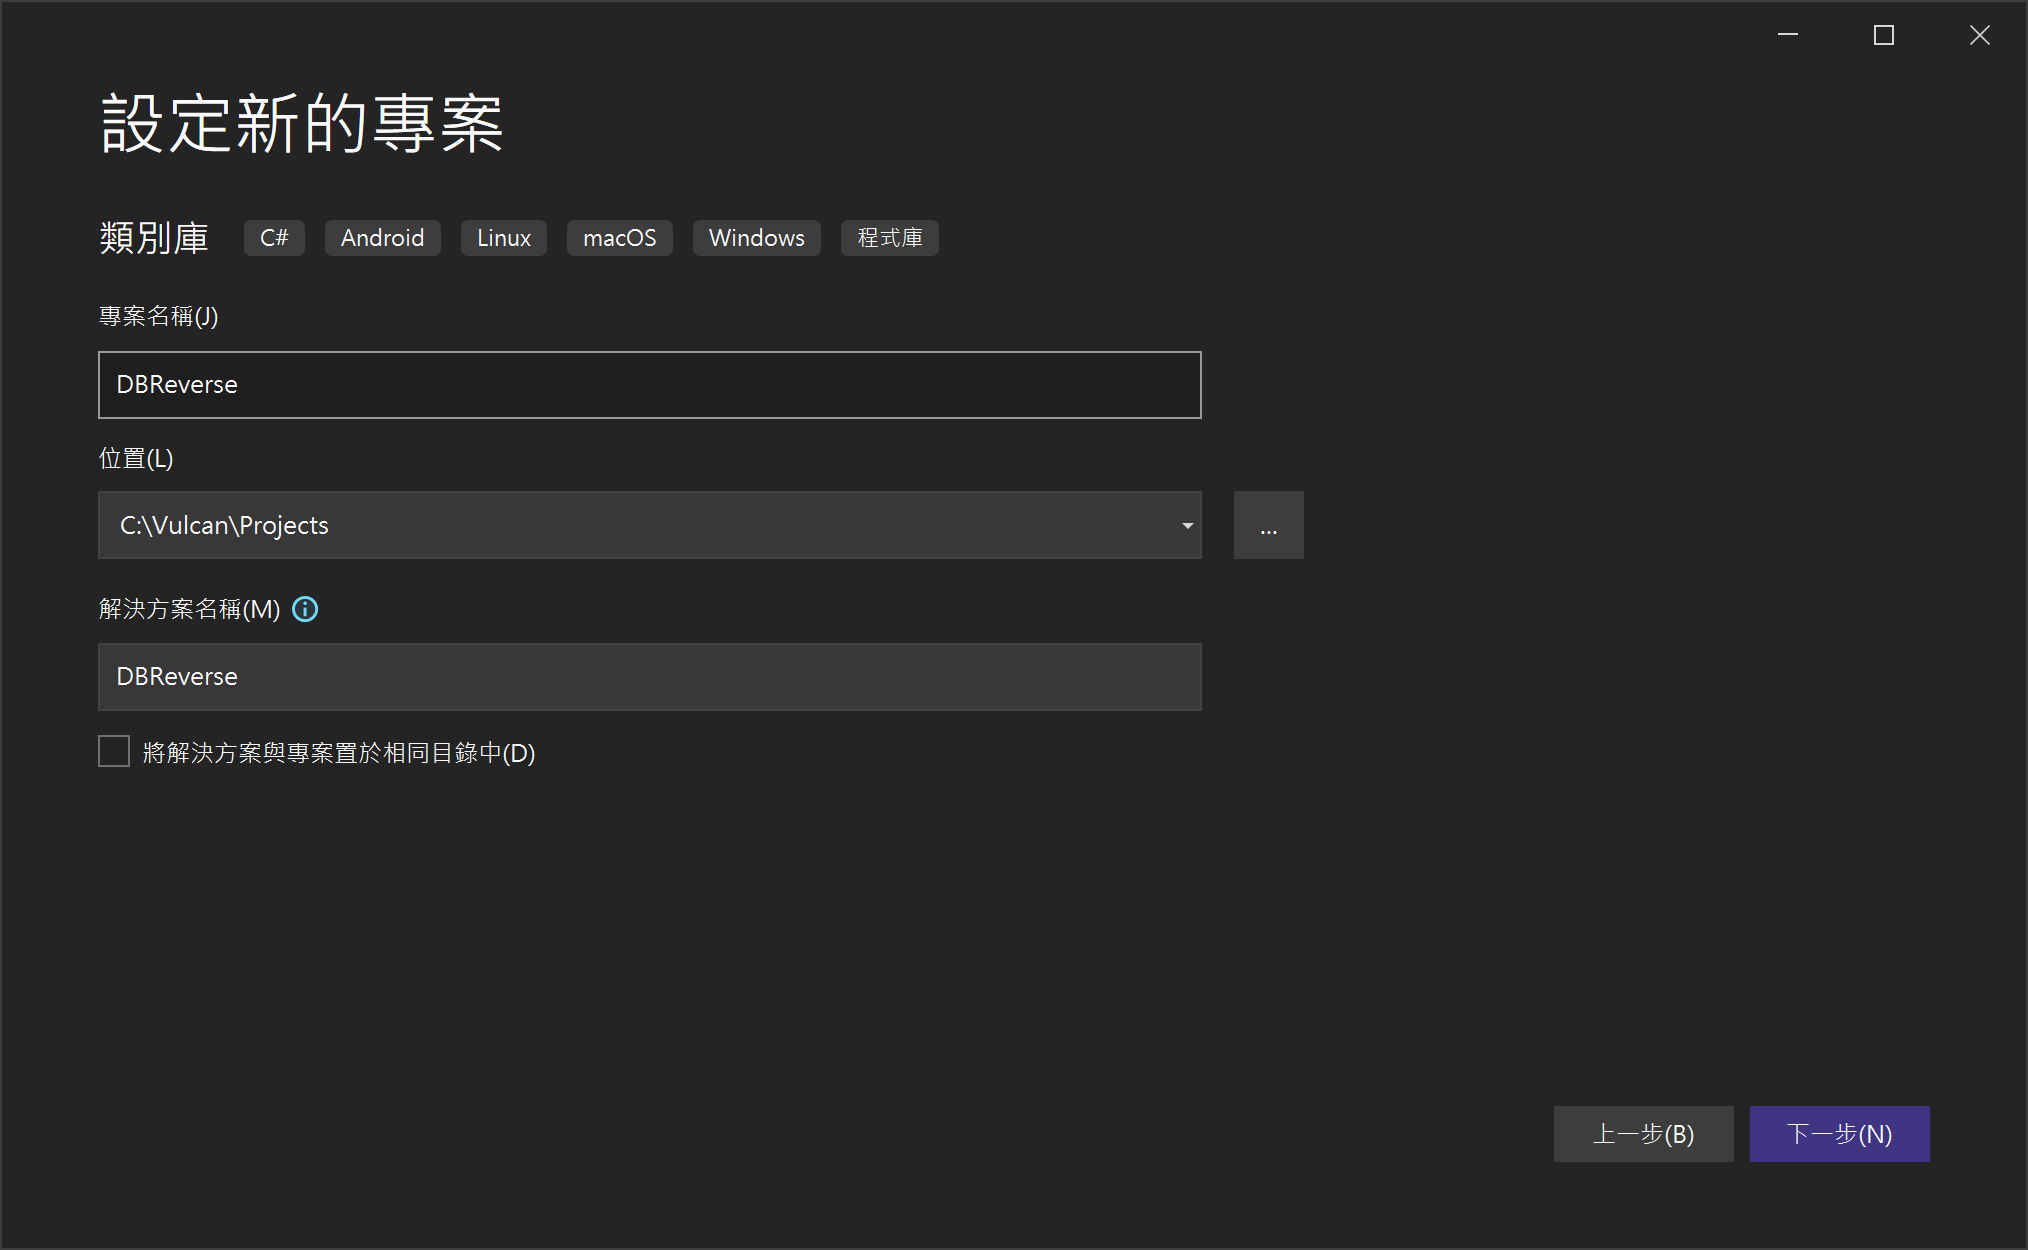 設定新的專案
類別庫 C# Android Linux macOS Windows 程式庫
專案名稱(J)
DBReverse
位置(L)
C:\Vulcan\Projects ...
解決方案名稱(M)
DBReverse
將解決方案與專案置於相同目錄中(D)
上一步(B) 下一步(N)